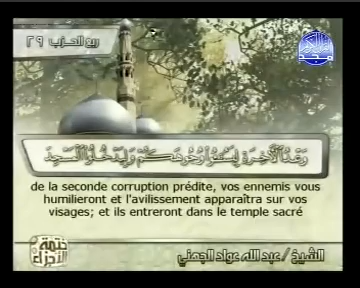 ربع الحزب ٢٩
المجد
وَعْدُ الْآخِرَةِ لِيَسُوءُوا وُجُوهَكُمْ وَلِيَدْخُلُوا الْمَسْجِدَ
de la seconde corruption prédite, vos ennemis vous
humilieront et l'avilissement apparaîtra sur vos
visages; et ils entreront dans le temple sacré
ختمة
الأجزاء
الشيخ / عبد الله عواد الجهني